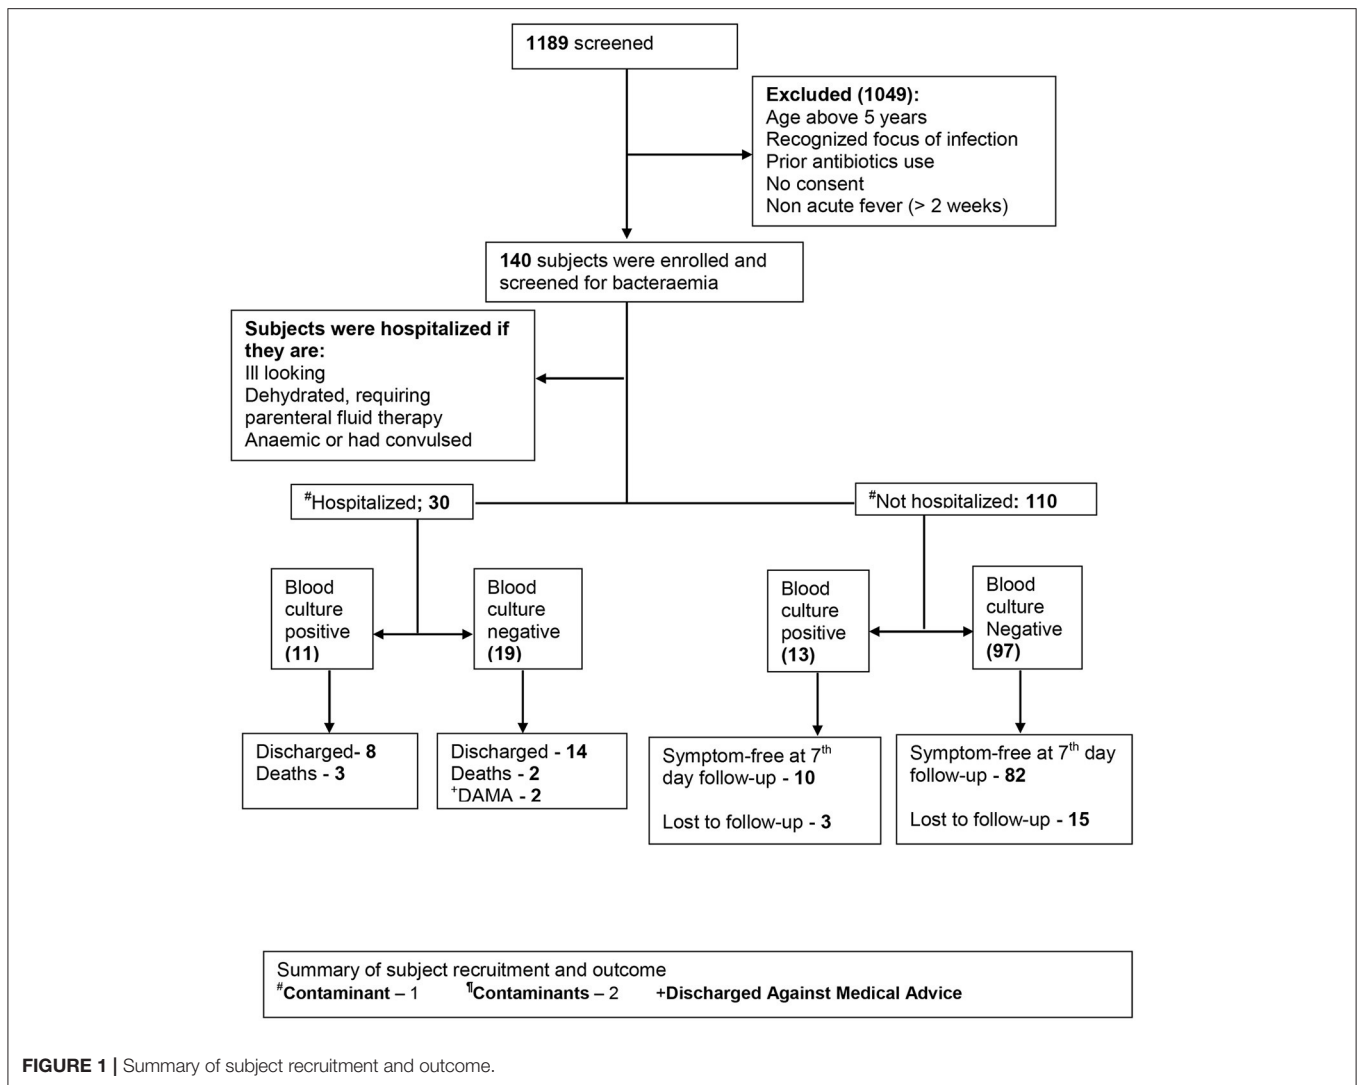 1189 screened
Excluded (1049):
Age above 5 years
Recognized focus of infection
Prior antibiotics use
No consent
Non acute fever (> 2 weeks)
140 subjects were enrolled and
screened for bacteraemia
Subjects were hospitalized if
they are:
Ill looking
Dehydrated, requiring
parenteral fluid therapy
Anaemic or had convulsed
#Hospitalized; 30
#Not hospitalized: 110
Blood
culture
positive
(11)
Blood
culture
negative
(19)
Blood
culture
positive
(13)
Blood
culture
Negative
(97)
Discharged- 8
Deaths - 3
Discharged - 14
Deaths - 2
+DAMA - 2
Symptom-free at 7th
day follow-up - 10
Lost to follow-up - 3
Symptom-free at 7th day
follow-up - 82
Lost to follow-up - 15
Summary of subject recruitment and outcome
#Contaminant – 1 ¶Contaminants – 2 +Discharged Against Medical Advice
FIGURE 1 | Summary of subject recruitment and outcome.